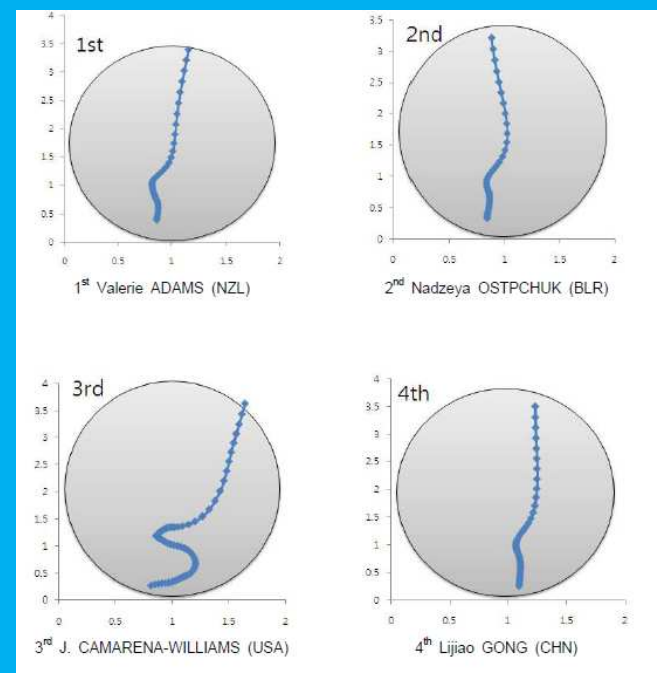 4
3.5
3
2.5
2
1.5
1
0.5
0
0 0.5 1 1.5 2
1st
1st Valerie ADAMS (NZL)
3.5
3
2.5
2
1.5
1
0.5
0
0 0.5 1 1.5 2
2nd
2nd Nadzeya OSTPCHUK (BLR)
4
3.5
3
2.5
2
1.5
1
0.5
0
0 0.5 1 1.5 2
3rd
3rd J. CAMARENA-WILLIAMS (USA)
4
3.5
3
2.5
2
1.5
1
0.5
0
0 0.5 1 1.5 2
4th
4th Lijiao GONG (CHN)